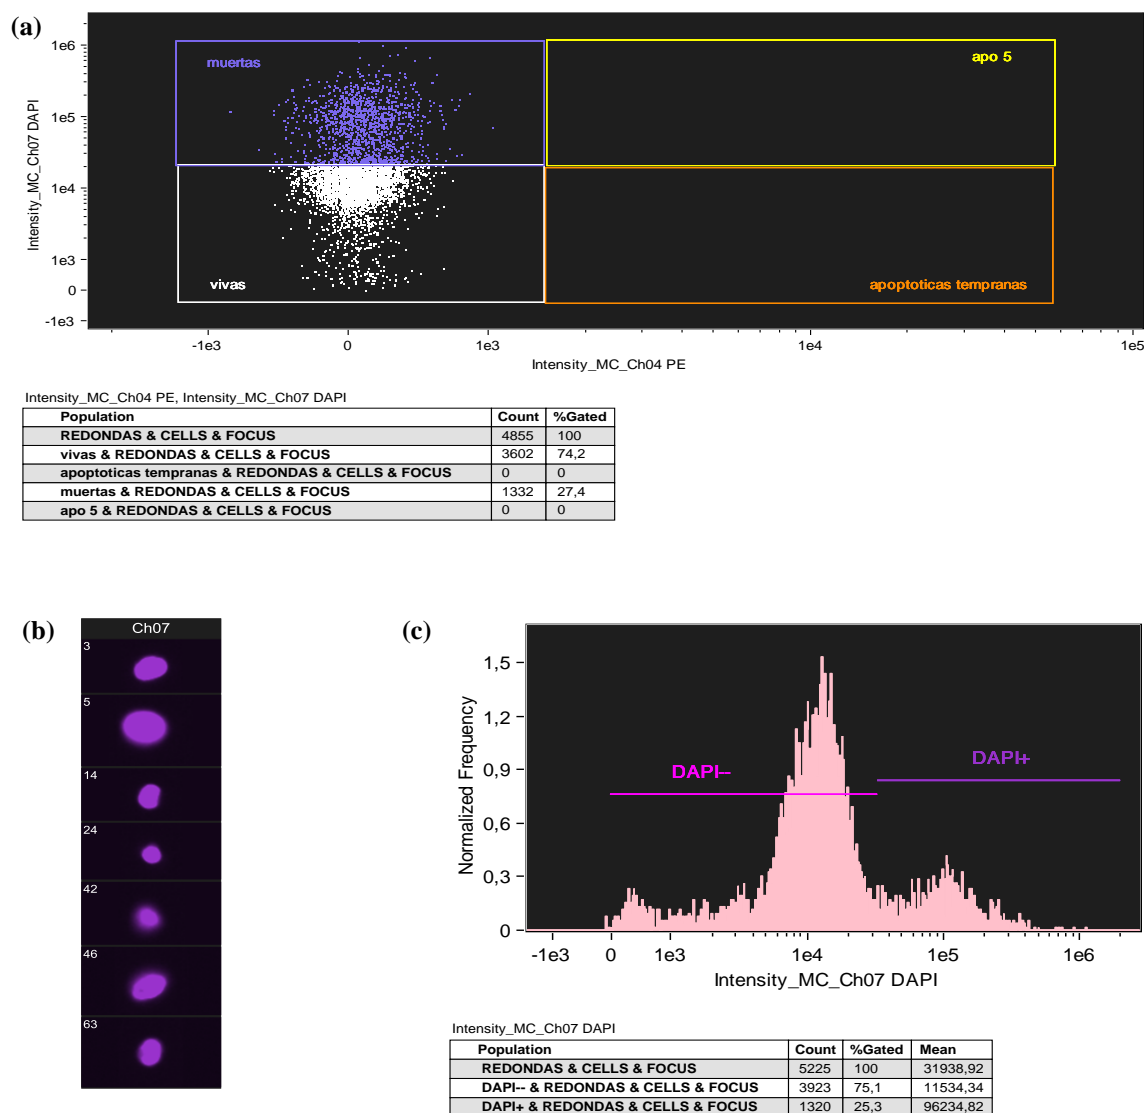 (a)
1e6
1e5
1e4
1e3
0
-1e3
Intensity_MC_Ch07 DAPI
muertas
apo 5
vivas
apoptoticas tempranas
-1e3 0 1e3 1e4 1e5
Intensity_MC_Ch04 PE
Intensity_MC_Ch04 PE, Intensity_MC_Ch07 DAPI
Population Count %Gated
REDONDAS & CELLS & FOCUS 4855 100
vivas & REDONDAS & CELLS & FOCUS 3602 74,2
apoptoticas tempranas & REDONDAS & CELLS & FOCUS 0 0
muertas & REDONDAS & CELLS & FOCUS 1332 27,4
apo 5 & REDONDAS & CELLS & FOCUS 0 0
(b)
Ch07
3
5
14
24
42
46
63
(c)
1,5
1,2
0,9
0,6
0,3
0
Normalized Frequency
DAPI--
DAPI+
-1e3 0 1e3 1e4 1e5 1e6
Intensity_MC_Ch07 DAPI
Intensity_MC_Ch07 DAPI
Population Count %Gated Mean
REDONDAS & CELLS & FOCUS 5225 100 31938,92
DAPI-- & REDONDAS & CELLS & FOCUS 3923 75,1 11534,34
DAPI+ & REDONDAS & CELLS & FOCUS 1320 25,3 96234,82